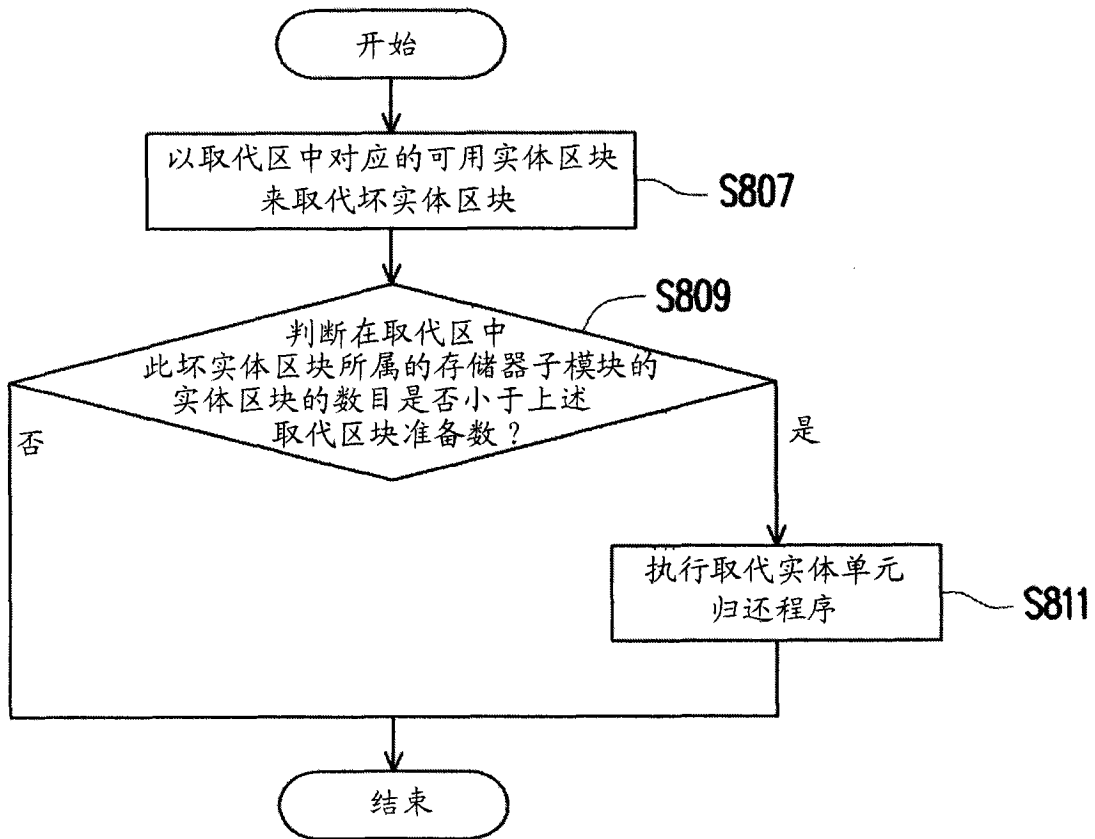 开始
以取代区中对应的可用实体区块
来取代坏实体区块
S807
S809
判断在取代区中
此坏实体区块所属的存储器子模块的
实体区块的数目是否小于上述
取代区块准备数？
否
是
执行取代实体单元
归还程序
S811
结束